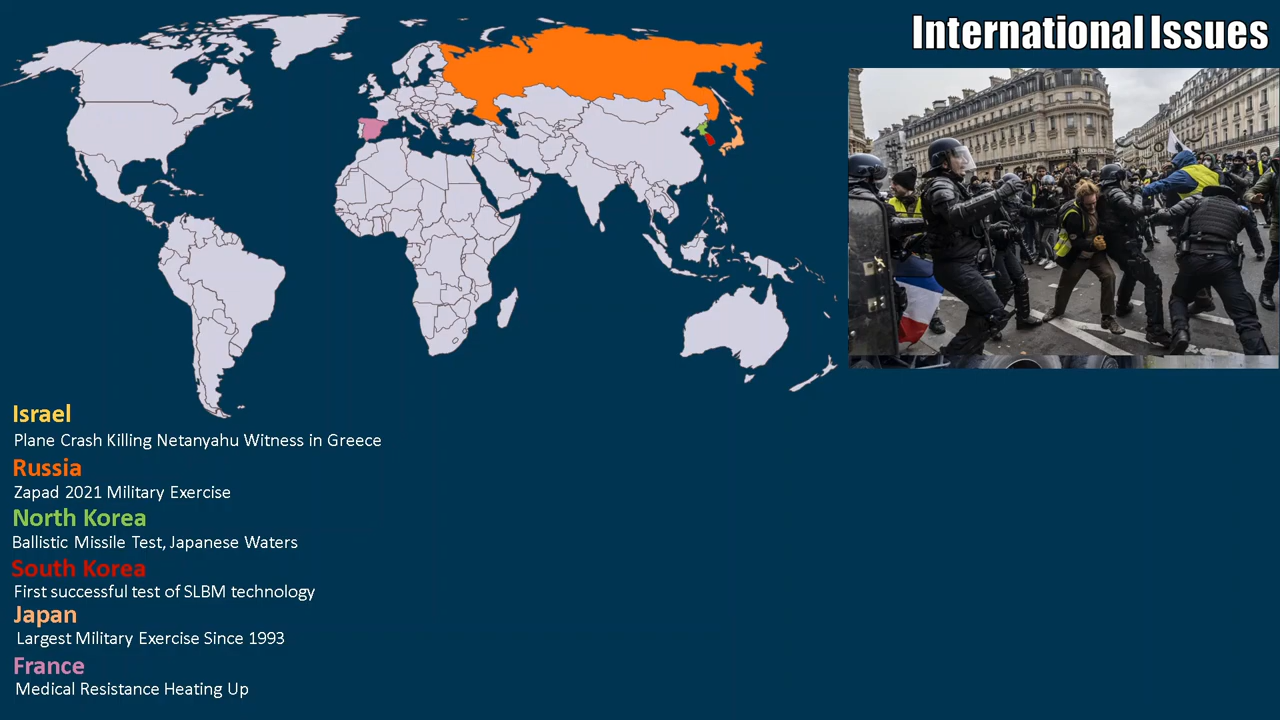 International Issues
Israel
Plane Crash Killing Netanyahu Witness in Greece
Russia
Zapad 2021 Military Exercise
North Korea
Ballistic Missile Test, Japanese Waters
South Korea
First successful test of SLBM technology
Japan
Largest Military Exercise Since 1993
France
Medical Resistance Heating Up